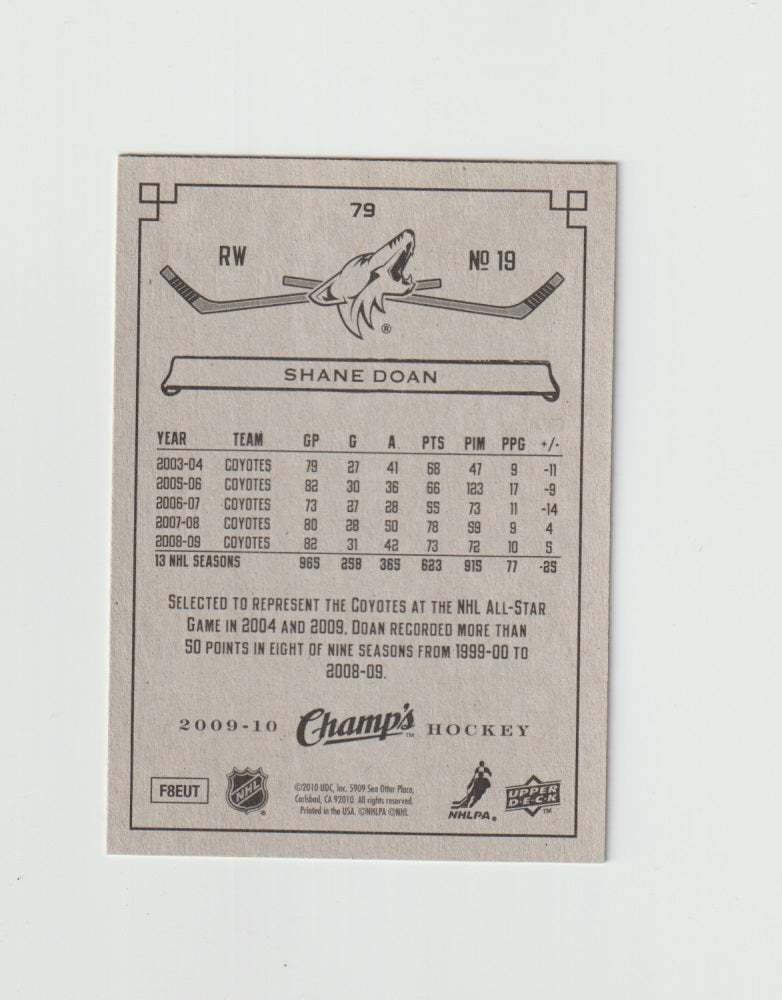 79
RW
Nº 19
®
SHANE DOAN
YEAR TEAM GP G A PTS PIM PPG +/-
2003-04 COYOTES 79 27 41 68 47 9 -11
2005-06 COYOTES 82 30 36 66 123 17 -9
2006-07 COYOTES 73 27 28 55 73 11 -14
2007-08 COYOTES 80 28 50 78 59 9 4
2008-09 COYOTES 82 31 42 73 72 10 5
13 NHL SEASONS 965 258 365 623 915 77 -25
SELECTED TO REPRESENT THE COYOTES AT THE NHL ALL-STAR
GAME IN 2004 AND 2009, DOAN RECORDED MORE THAN
50 POINTS IN EIGHT OF NINE SEASONS FROM 1999-00 TO
2008-09.
2009-10 Champ's™ HOCKEY
F8EUT
NHL®
©2010 UDC, Inc. 5909 Sea Otter Place,
Carlsbad, CA 92010. All rights reserved.
Printed in the USA. ©NHLPA ©NHL
NHLPA®
UPPER
D·E·C·K™